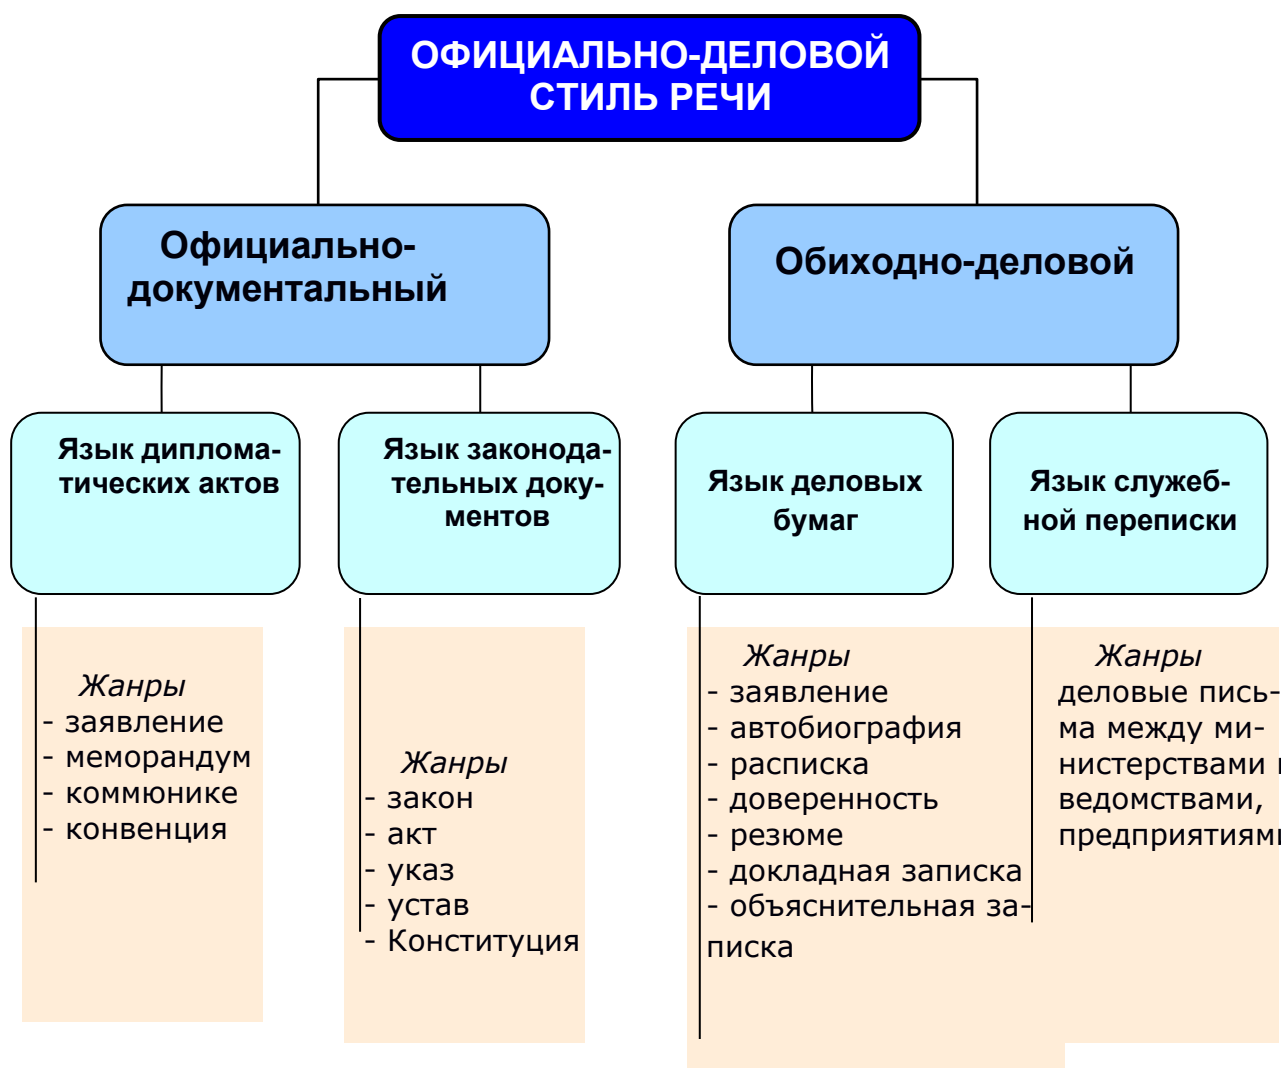 ОФИЦИАЛЬНО-ДЕЛОВОЙ
СТИЛЬ РЕЧИ
Официально-
документальный
Обиходно-деловой
Язык диплома-
тических актов
Язык законода-
тельных доку-
ментов
Язык деловых
бумаг
Язык служеб-
ной переписки
Жанры
- заявление
- меморандум
- коммюнике
- конвенция
Жанры
- закон
- акт
- указ
- устав
- Конституция
Жанры
- заявление
- автобиография
- расписка
- доверенность
- резюме
- докладная записка
- объяснительная за-
писка
Жанры
деловые пись-
ма между ми-
нистерствами
ведомствами,
предприятиями